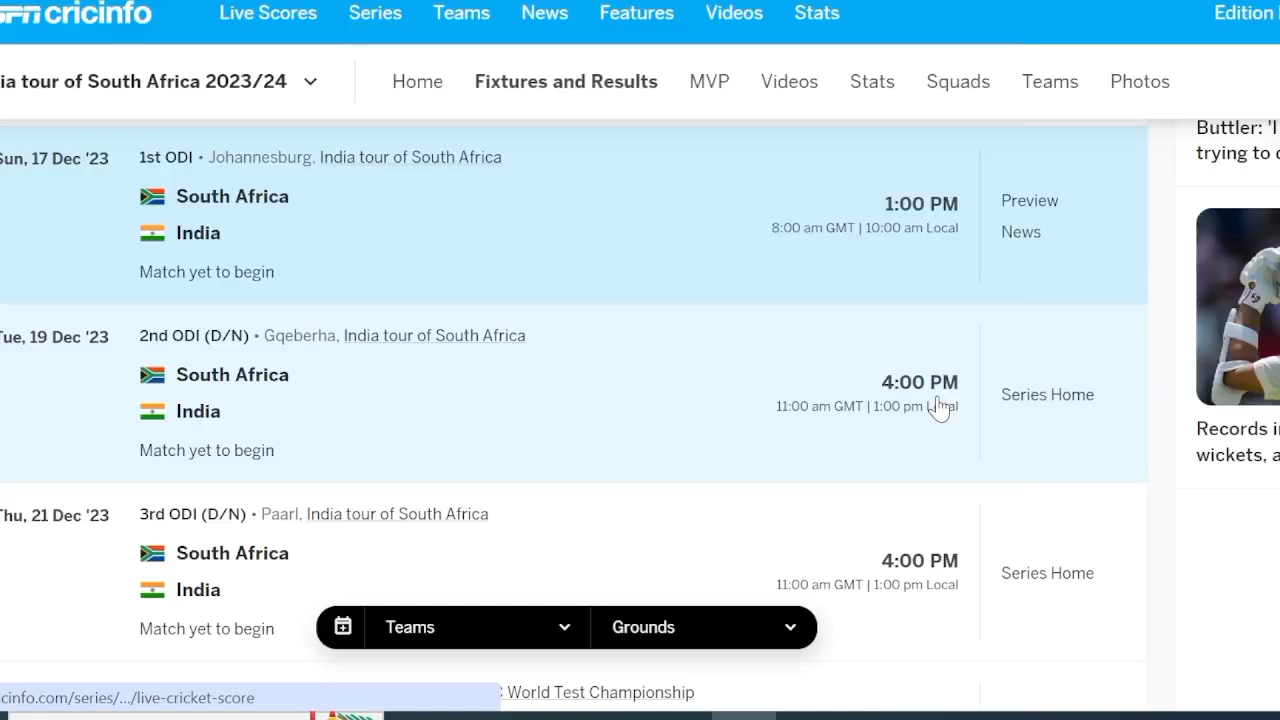 cricinfo
Live Scores Series Teams News Features Videos Stats Edition
ia tour of South Africa 2023/24 Home Fixtures and Results MVP Videos Stats Squads Teams Photos
Sun, 17 Dec '23 1st ODI • Johannesburg, India tour of South Africa
South Africa
India
Match yet to begin
1:00 PM
8:00 am GMT | 10:00 am Local
Preview
News
Tue, 19 Dec '23 2nd ODI (D/N) • Gqeberha, India tour of South Africa
South Africa
India
Match yet to begin
4:00 PM
11:00 am GMT | 1:00 pm Local
Series Home
Thu, 21 Dec '23 3rd ODI (D/N) • Paarl, India tour of South Africa
South Africa
India
Match yet to begin
4:00 PM
11:00 am GMT | 1:00 pm Local
Series Home
Teams Grounds
World Test Championship
cinfo.com/series/.../live-cricket-score
Buttler: 'I
trying to
Records i
wickets, a